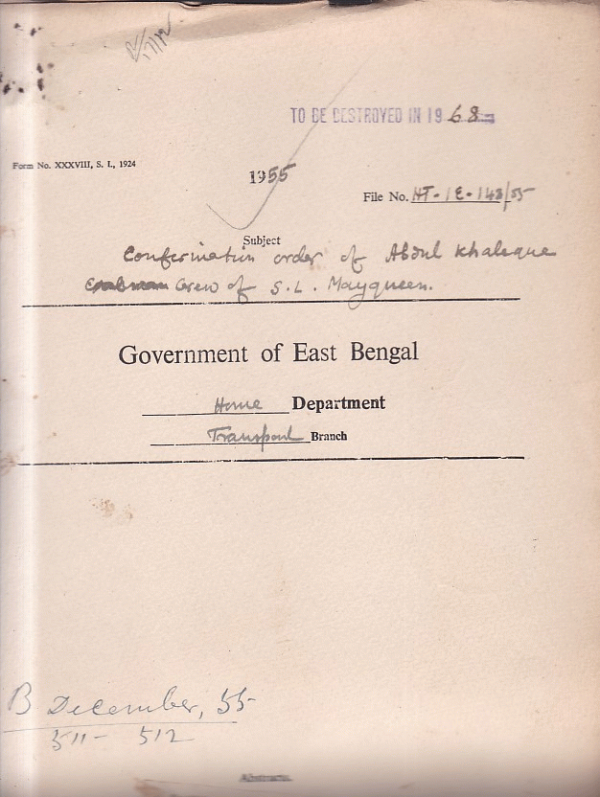 TO BE DESTROYED IN 1968
Form No. XXXVIII, S. I., 1924
1955
File No. HT-1E-143/55
Subject
Confirmation order of Abdul Khaleque
Crew of S.L. Mayqueen.
Government of East Bengal
Home Department
Transport Branch
B December, 55
511- 512